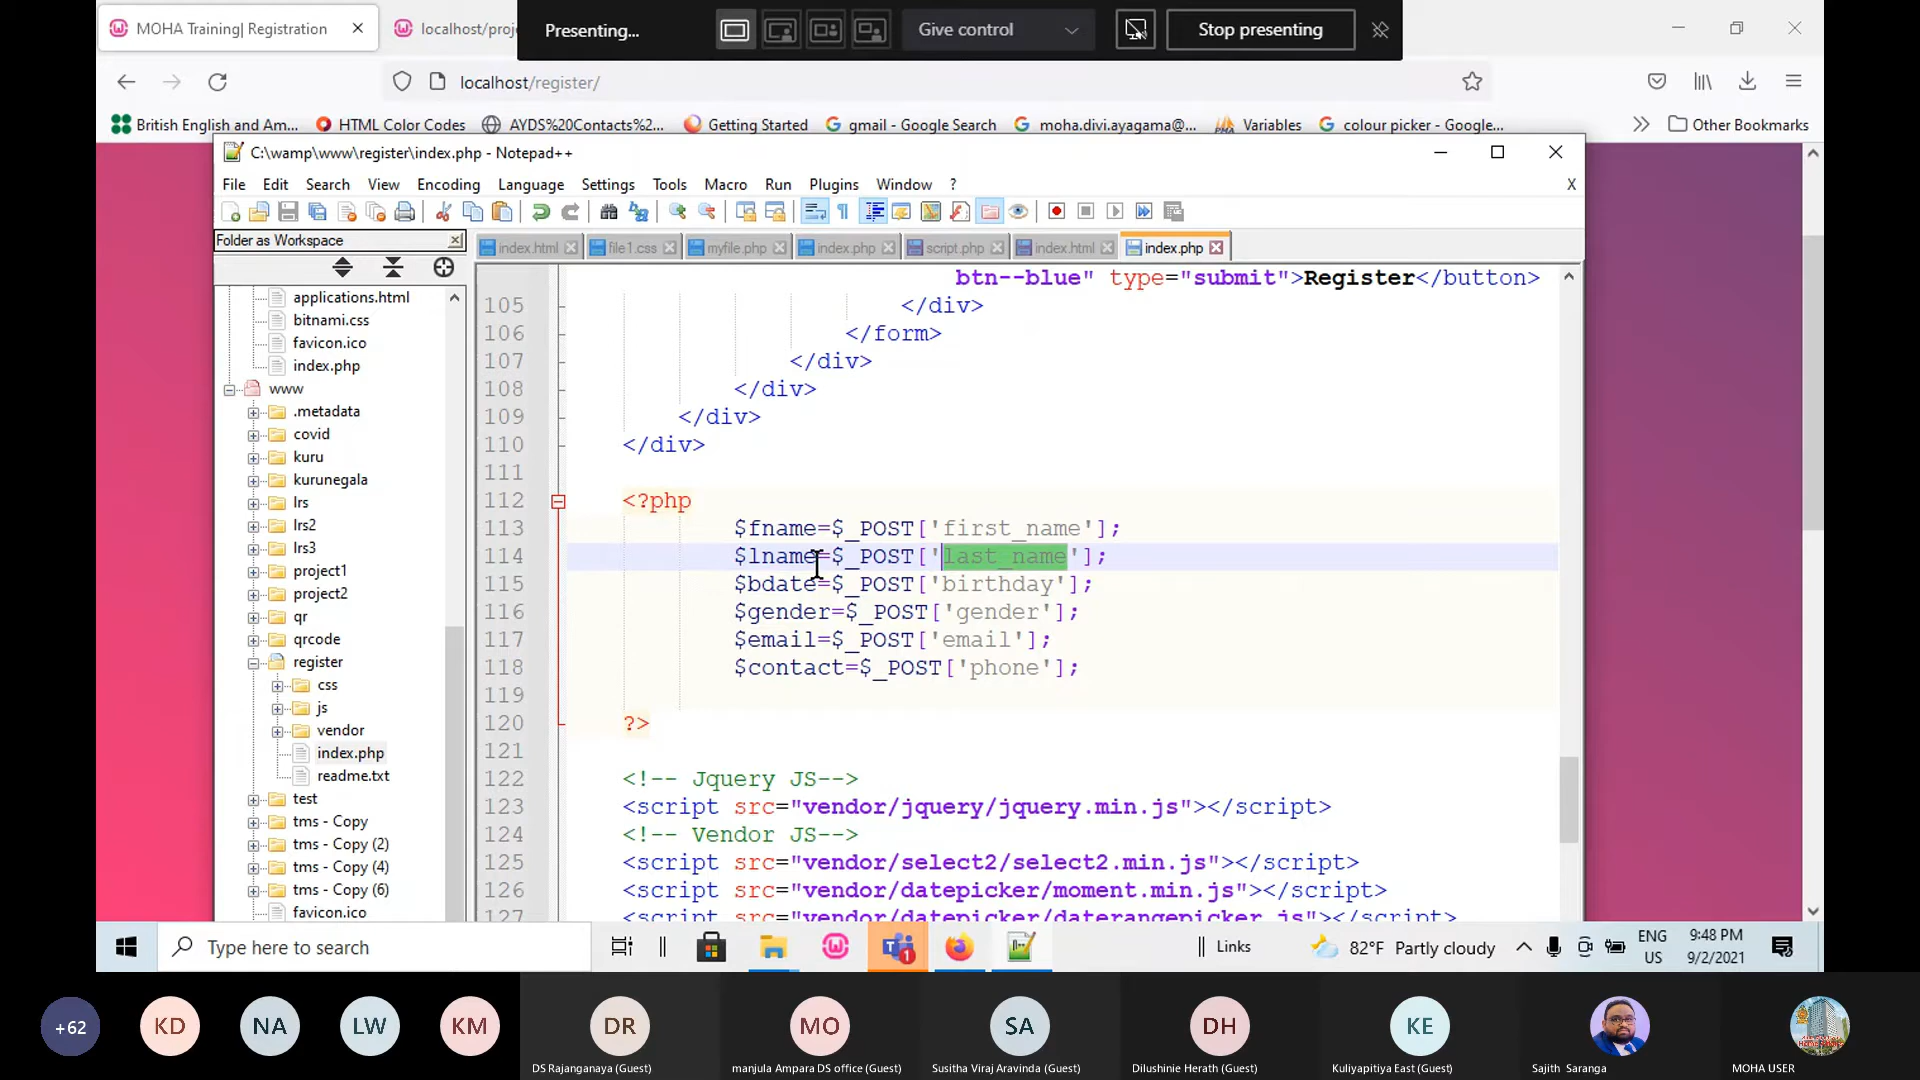 MOHA Training| Registration
localhost/proj
Presenting...
Give control
Stop presenting
localhost/register/
British English and Am...
HTML Color Codes
AYDS%20Contacts%2...
Getting Started
gmail - Google Search
moha.divi.ayagama@...
Variables
colour picker - Google...
Other Bookmarks
C:\wamp\www\register\index.php - Notepad++
File Edit Search View Encoding Language Settings Tools Macro Run Plugins Window ? X
Folder as Workspace
index.html
file1.css
myfile.php
index.php
script.php
index.html
index.php
applications.html
bitnami.css
favicon.ico
index.php
www
.metadata
covid
kuru
kurunegala
lrs
lrs2
lrs3
project1
project2
qr
qrcode
register
css
js
vendor
index.php
readme.txt
test
tms - Copy
tms - Copy (2)
tms - Copy (4)
tms - Copy (6)
favicon.ico
btn--blue" type="submit">Register</button>
105 </div>
106 </form>
107 </div>
108 </div>
109 </div>
110 </div>
111
112 <?php
113 $fname=$_POST['first_name'];
114 $lname=$_POST['last_name'];
115 $bdate=$_POST['birthday'];
116 $gender=$_POST['gender'];
117 $email=$_POST['email'];
118 $contact=$_POST['phone'];
119
120 ?>
121
122 <!-- Jquery JS-->
123 <script src="vendor/jquery/jquery.min.js"></script>
124 <!-- Vendor JS-->
125 <script src="vendor/select2/select2.min.js"></script>
126 <script src="vendor/datepicker/moment.min.js"></script>
127 <script src="vendor/datepicker/daterangepicker.js"></script>
Type here to search
1
Links
82°F Partly cloudy
ENG
US
9:48 PM
9/2/2021
+62
KD
NA
LW
KM
DR
MO
SA
DH
KE
DS Rajanganaya (Guest)
manjula Ampara DS office (Guest)
Susitha Viraj Aravinda (Guest)
Dilushinie Herath (Guest)
Kuliyapitiya East (Guest)
Sajith Saranga
MOHA USER